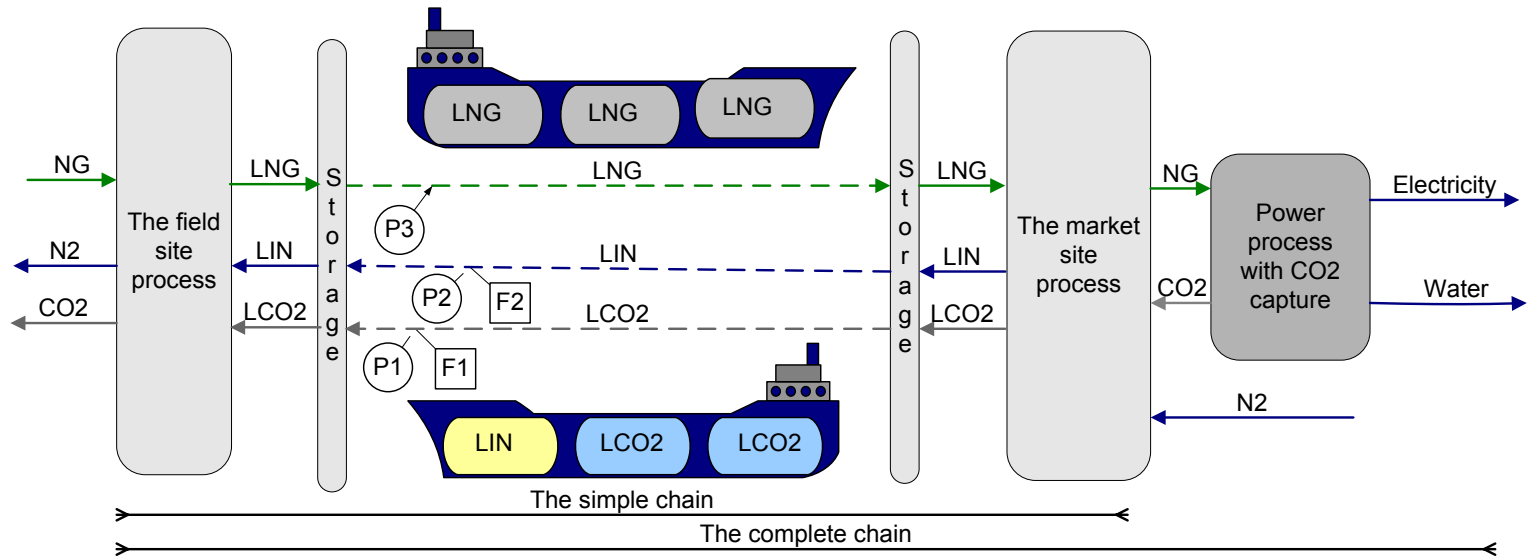 LNG
LNG
LNG
NG
LNG
LNG
LNG
NG
Electricity
The field
site
process
S
t
o
r
a
g
e
P3
S
t
o
r
a
g
e
The market
site
process
Power
process
with CO2
capture
N2
LIN
LIN
LIN
CO2
Water
P2
F2
CO2
LCO2
LCO2
LCO2
P1
F1
N2
LIN
LCO2
LCO2
The simple chain
The complete chain